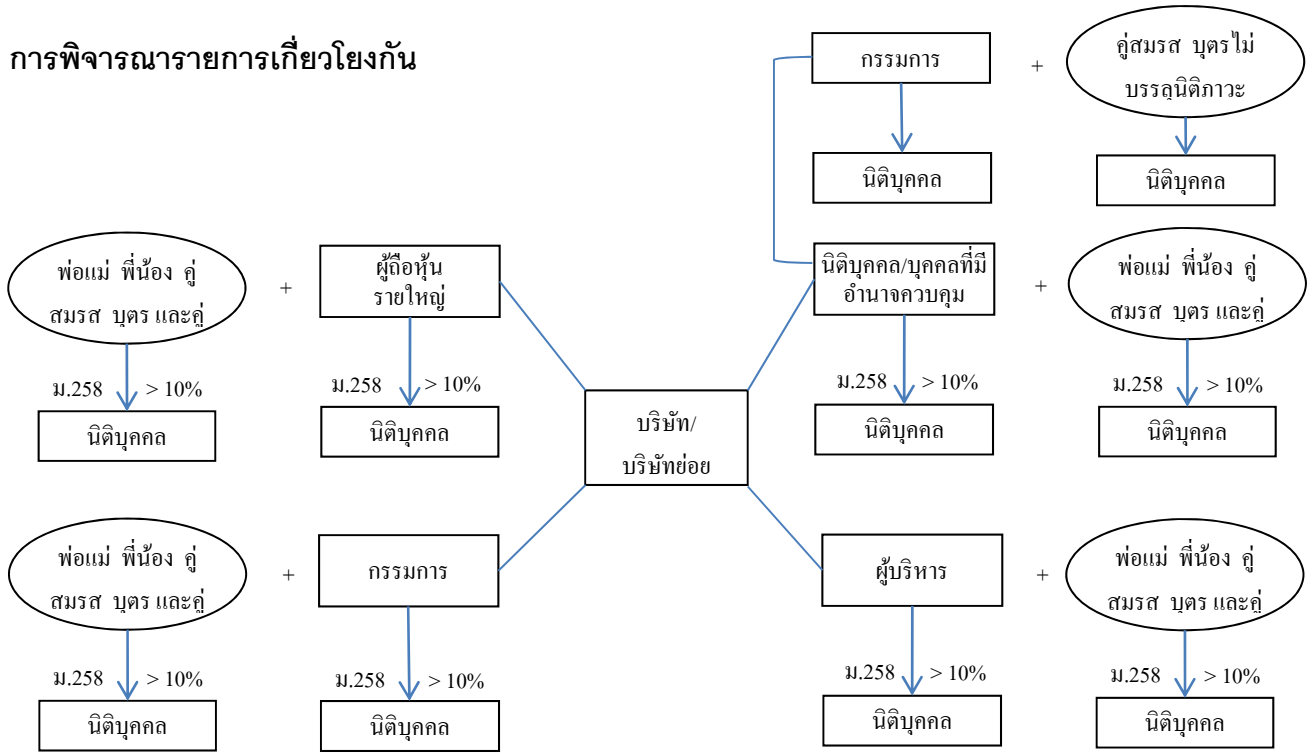 การพิจารณารายการเกี่ยวโยงกัน
กรรมการ
+
คู่สมรส บุตรไม่
บรรลุนิติภาวะ
นิติบุคคล
นิติบุคคล
พ่อแม่ พี่น้อง คู่
สมรส บุตร และคู่
+
ผู้ถือหุ้น
รายใหญ่
นิติบุคคล/บุคคลที่มี
อำนาจควบคุม
+
พ่อแม่ พี่น้อง คู่
สมรส บุตร และคู่
ม.258 > 10%
ม.258 > 10%
ม.258 > 10%
ม.258 > 10%
นิติบุคคล
นิติบุคคล
บริษัท/
บริษัทย่อย
นิติบุคคล
นิติบุคคล
พ่อแม่ พี่น้อง คู่
สมรส บุตร และคู่
+
กรรมการ
ผู้บริหาร
+
พ่อแม่ พี่น้อง คู่
สมรส บุตร และคู่
ม.258 > 10%
ม.258 > 10%
ม.258 > 10%
ม.258 > 10%
นิติบุคคล
นิติบุคคล
นิติบุคคล
นิติบุคคล